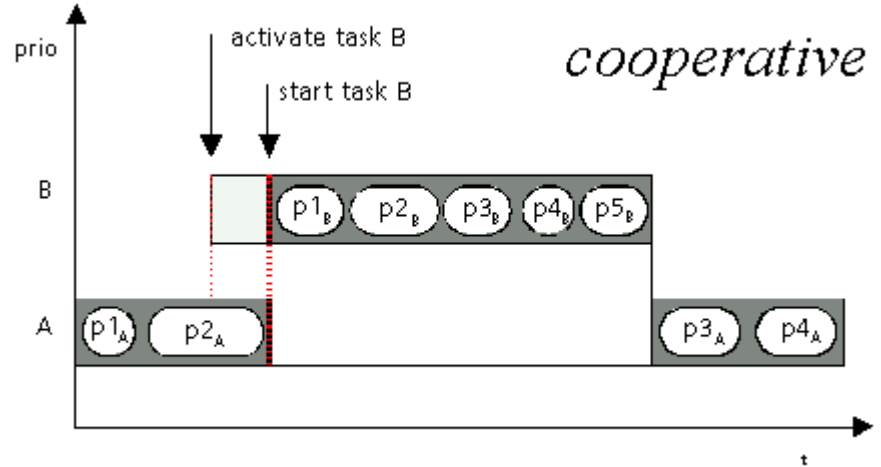 prio
activate task B
cooperative
start task B
B
p1B p2B p3B p4B p5B
A
p1A p2A p3A p4A
t